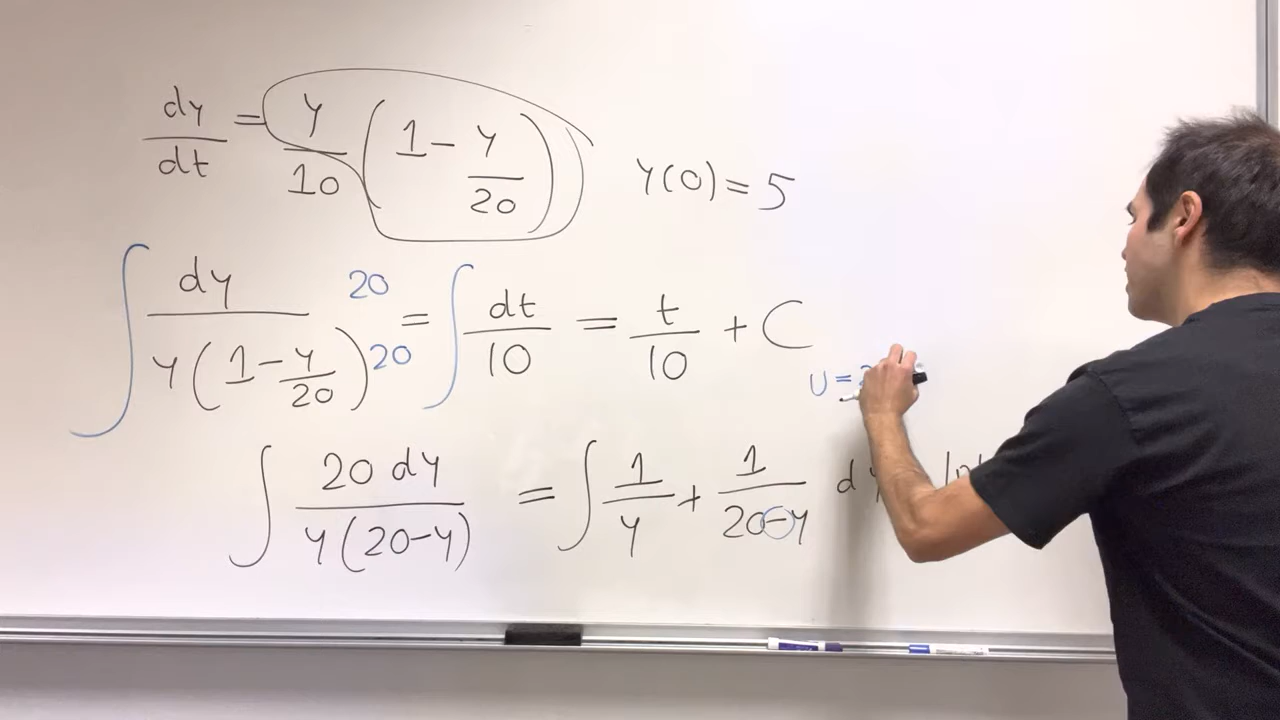 dy/dt = y/10 (1 - y/20) y(0) = 5
∫ dy/(y(1 - y/20)) 20/20 = ∫ dt/10 = t/10 + C
u =
∫ 20 dy/(y(20-y)) = ∫ 1/y + 1/(20-y) dy